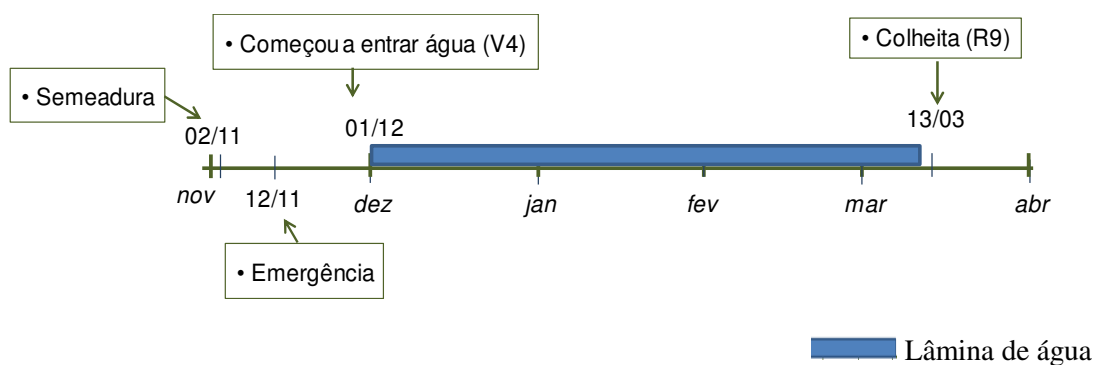 • Começou a entrar água (V4)
• Colheita (R9)
• Semeadura
02/11
01/12
13/03
nov
12/11
dez
jan
fev
mar
abr
• Emergência
Lâmina de água